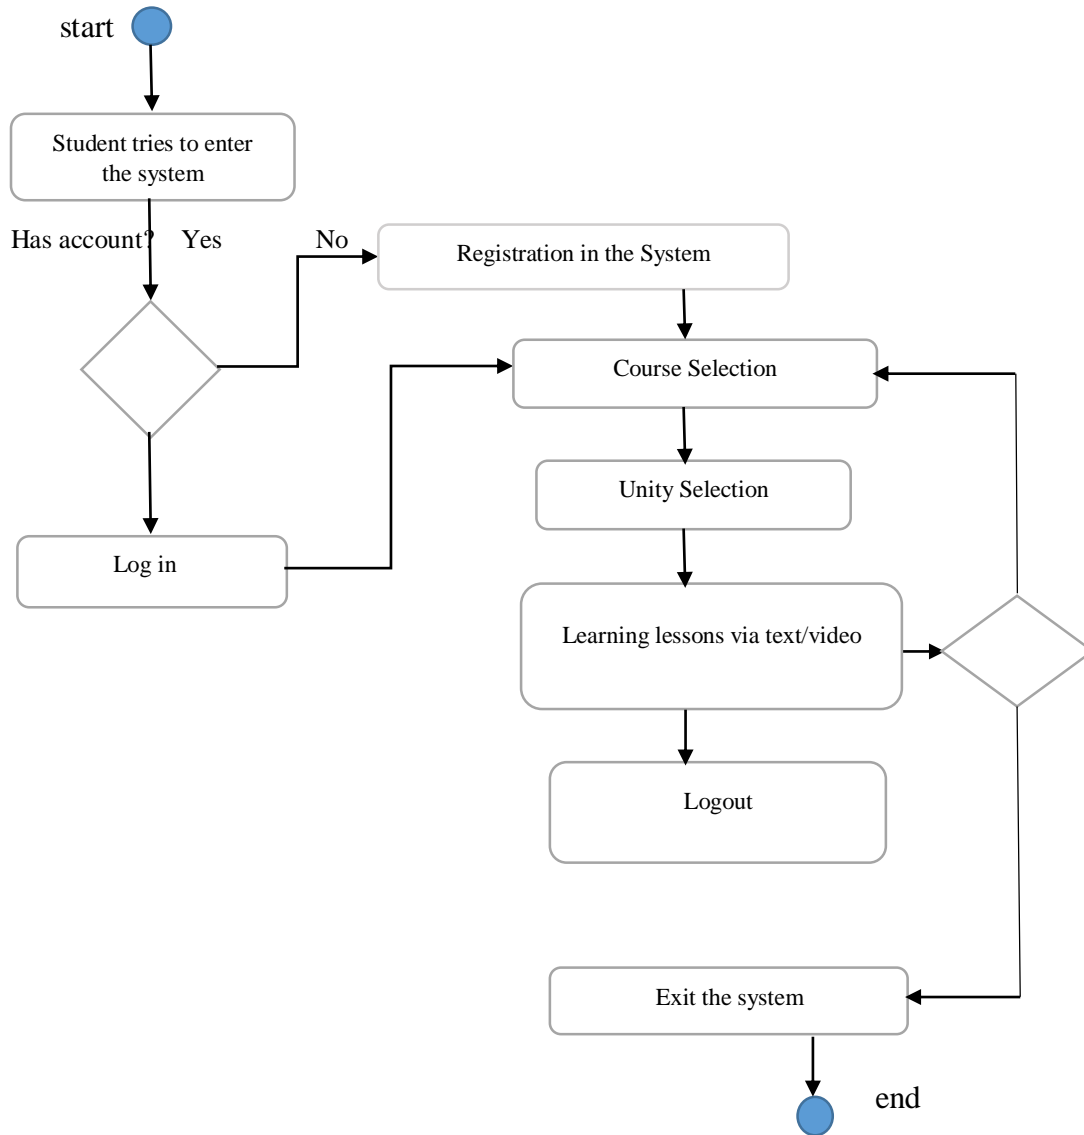 start
Student tries to enter
the system
Has account? Yes No
Registration in the System
Course Selection
Unity Selection
Log in
Learning lessons via text/video
Logout
Exit the system
end